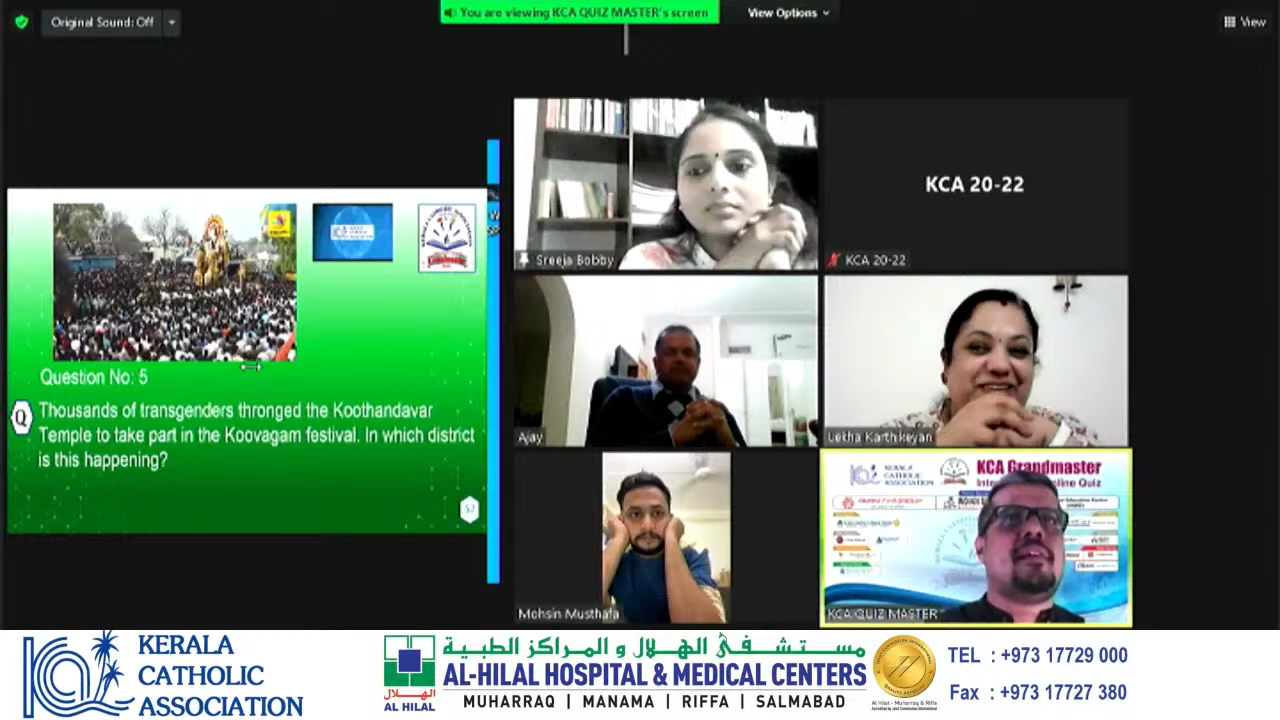 Original Sound: Off
You are viewing KCA QUIZ MASTER's screen
View Options
View
Question No: 5
Q
Thousands of transgenders thronged the Koothandavar
Temple to take part in the Koovagam festival. In which district
is this happening?
52
Sreeja Bobby
KCA 20-22
KCA 20-22
Ajay
Lekha Karthikeyan
Mohsin Musthafa
KERALA
CATHOLIC
ASSOCIATION
KCA Grandmaster
KCA QUIZ MASTER
KERALA
CATHOLIC
ASSOCIATION
الهلال
AL HILAL
مستشفى الهلال و المراكز الطبية
AL-HILAL HOSPITAL & MEDICAL CENTERS
MUHARRAQ | MANAMA | RIFFA | SALMABAD
TEL : +973 17729 000
Fax : +973 17727 380